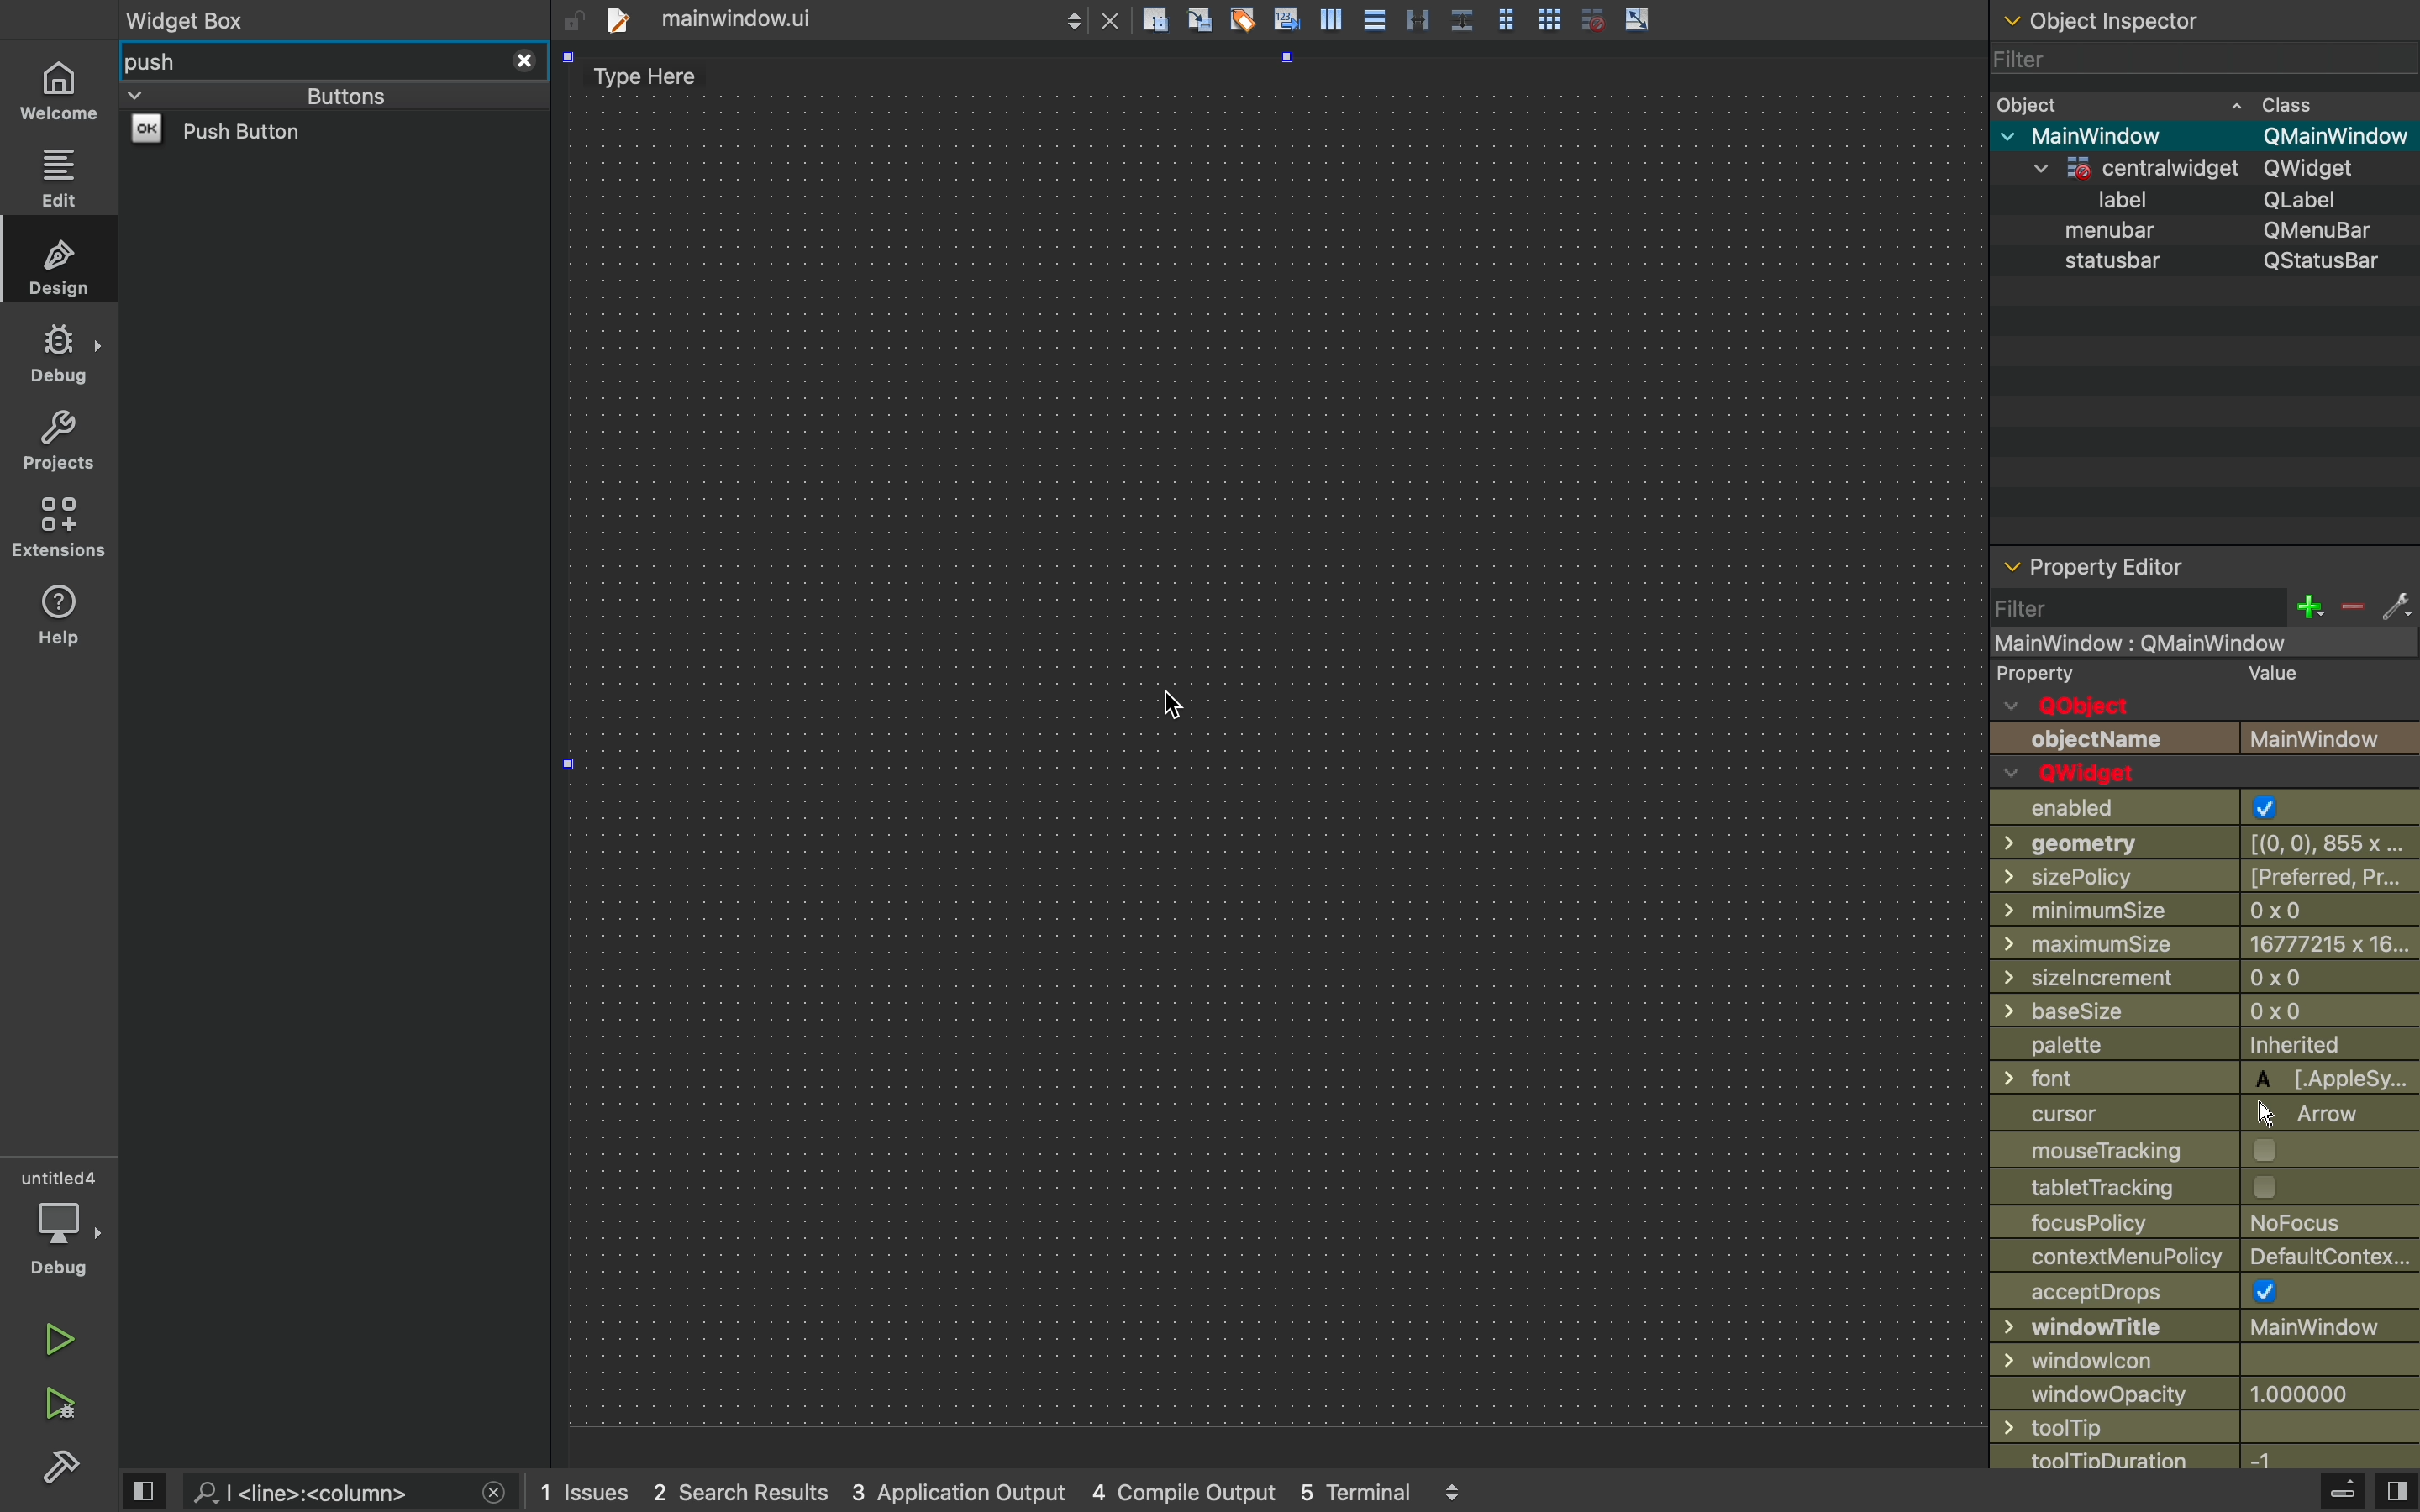 Widget Box
push
Buttons
OK Push Button
Welcome
Edit
Design
Debug
Projects
Extensions
Help
untitled4
Debug
mainwindow.ui
Type Here
Object Inspector
Filter
Object Class
MainWindow QMainWindow
centralwidget QWidget
label QLabel
menubar QMenuBar
statusbar QStatusBar
Property Editor
Filter
MainWindow : QMainWindow
Property Value
QObject
objectName MainWindow
QWidget
enabled
geometry [(0, 0), 855 x ...
sizePolicy [Preferred, Pr...
minimumSize 0 x 0
maximumSize 16777215 x 16...
sizeIncrement 0 x 0
baseSize 0 x 0
palette Inherited
font A [.AppleSy...
cursor Arrow
mouseTracking
tabletTracking
focusPolicy NoFocus
contextMenuPolicy DefaultContex...
acceptDrops
windowTitle MainWindow
windowIcon
windowOpacity 1.000000
toolTip
toolTipDuration -1
l <line>:<column>
1 Issues 2 Search Results 3 Application Output 4 Compile Output 5 Terminal